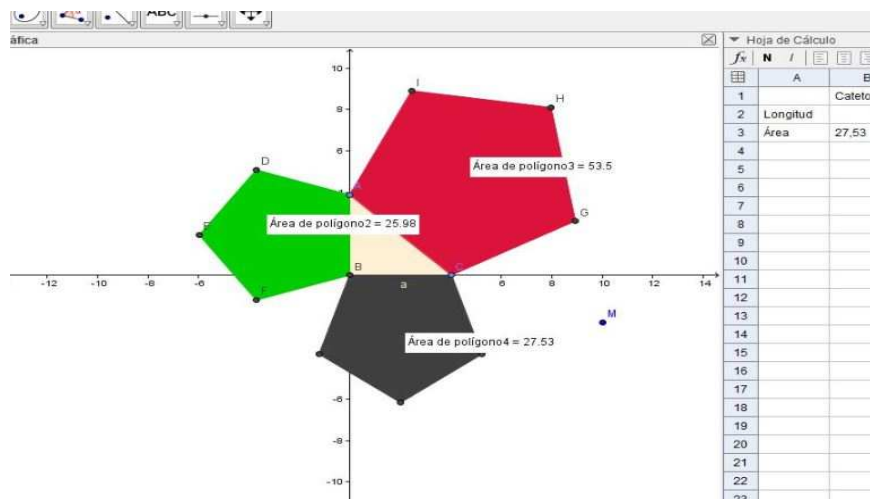 ABC
áfica
Hoja de Cálculo
fx N I
A B
1 Cateto
2 Longitud
3 Área 27,53
4
5
6
7
8
9
10
11
12
13
14
15
16
17
18
19
20
21
22
23
10
I
8
H
6
D
Área de polígono3 = 53.5
4
A
G
E
Área de polígono2 = 25.98
B
C
-12 -10 -8 -6
6 8 10 12 14
a
F
M
Área de polígono4 = 27.53
-6
-8
-10